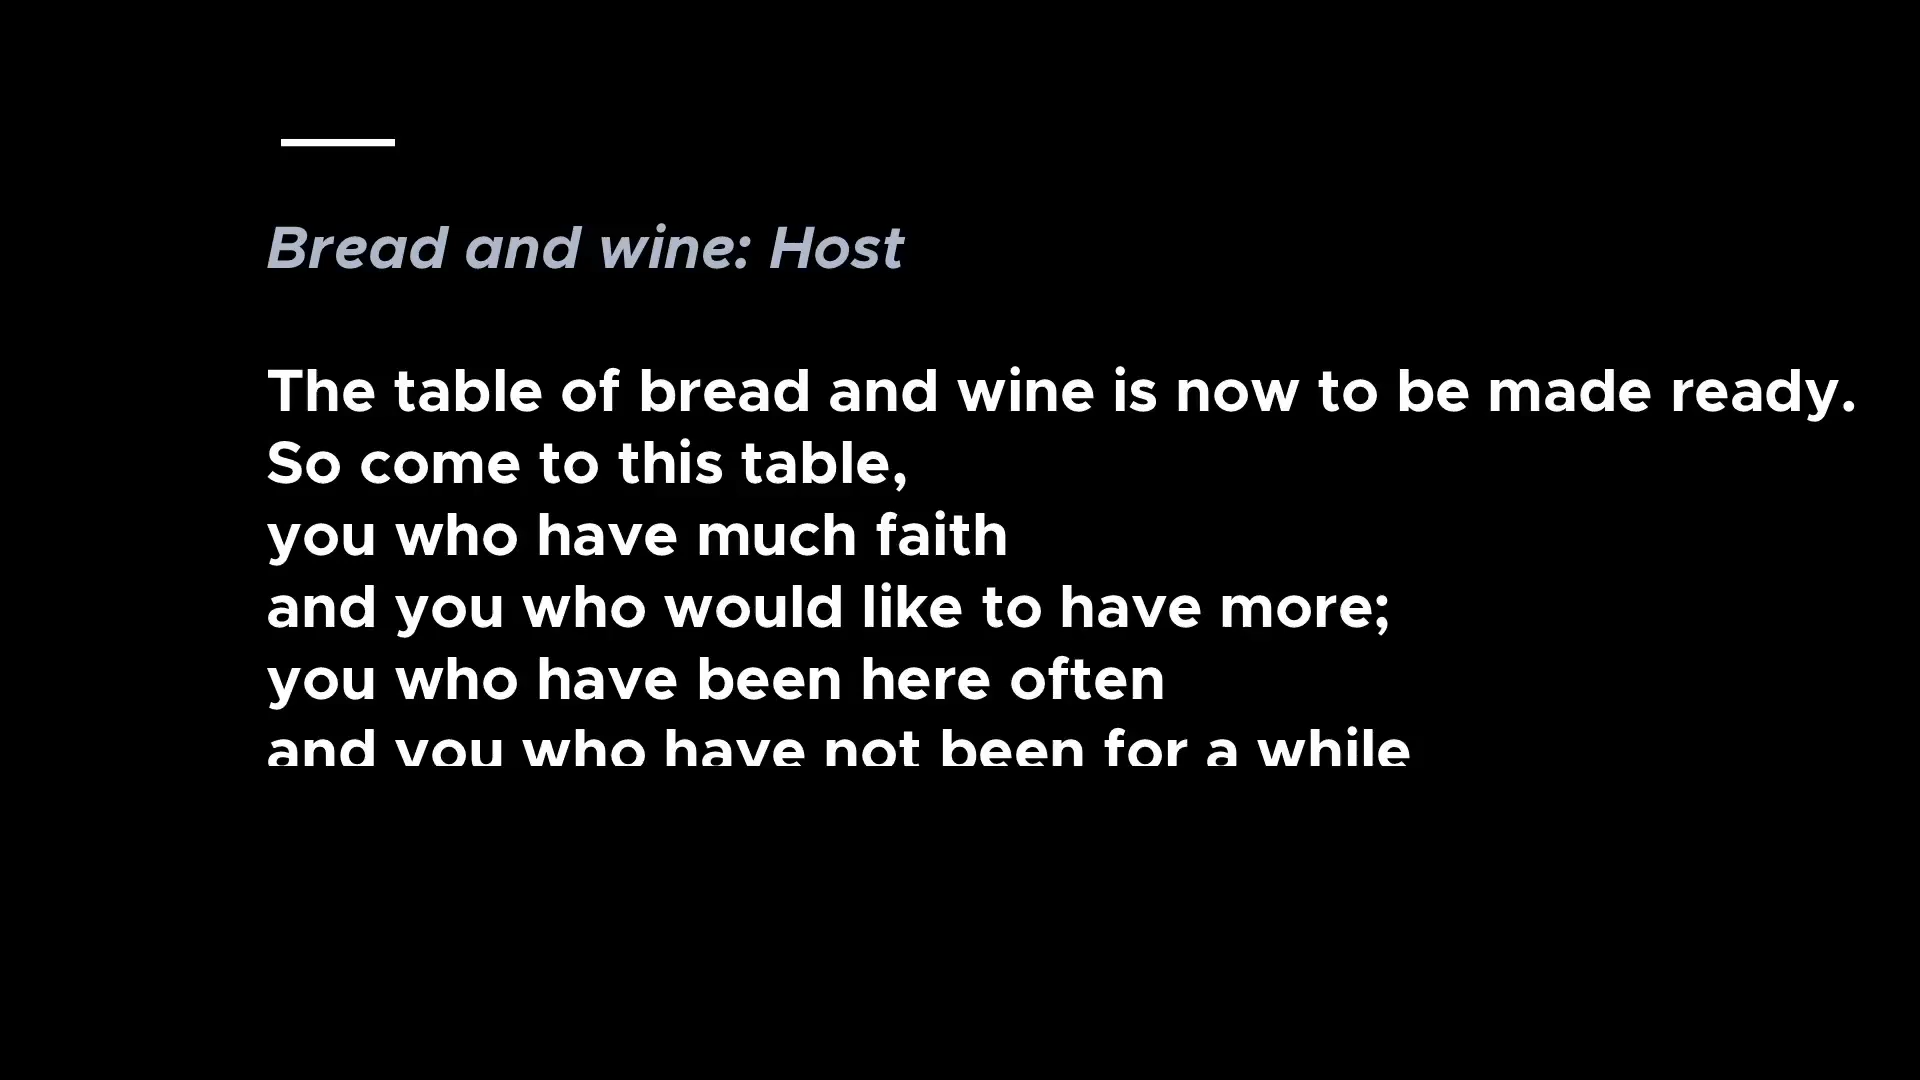 Bread and wine: Host
The table of bread and wine is now to be made ready.
So come to this table,
you who have much faith
and you who would like to have more;
you who have been here often
and you who have not been for a while